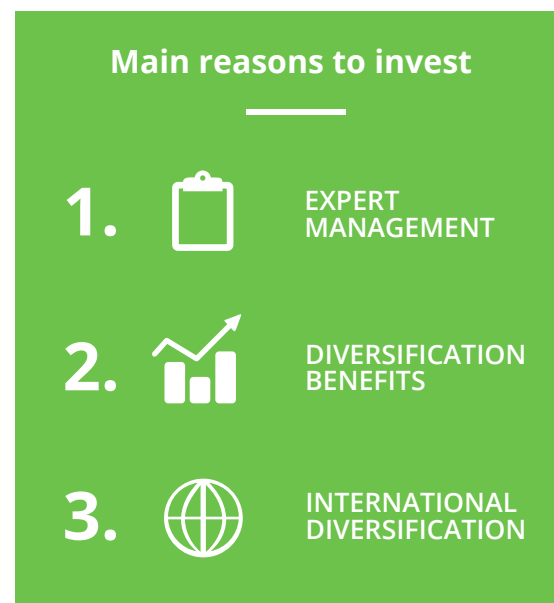 Main reasons to invest
1.
EXPERT
MANAGEMENT
2.
DIVERSIFICATION
BENEFITS
3.
INTERNATIONAL
DIVERSIFICATION